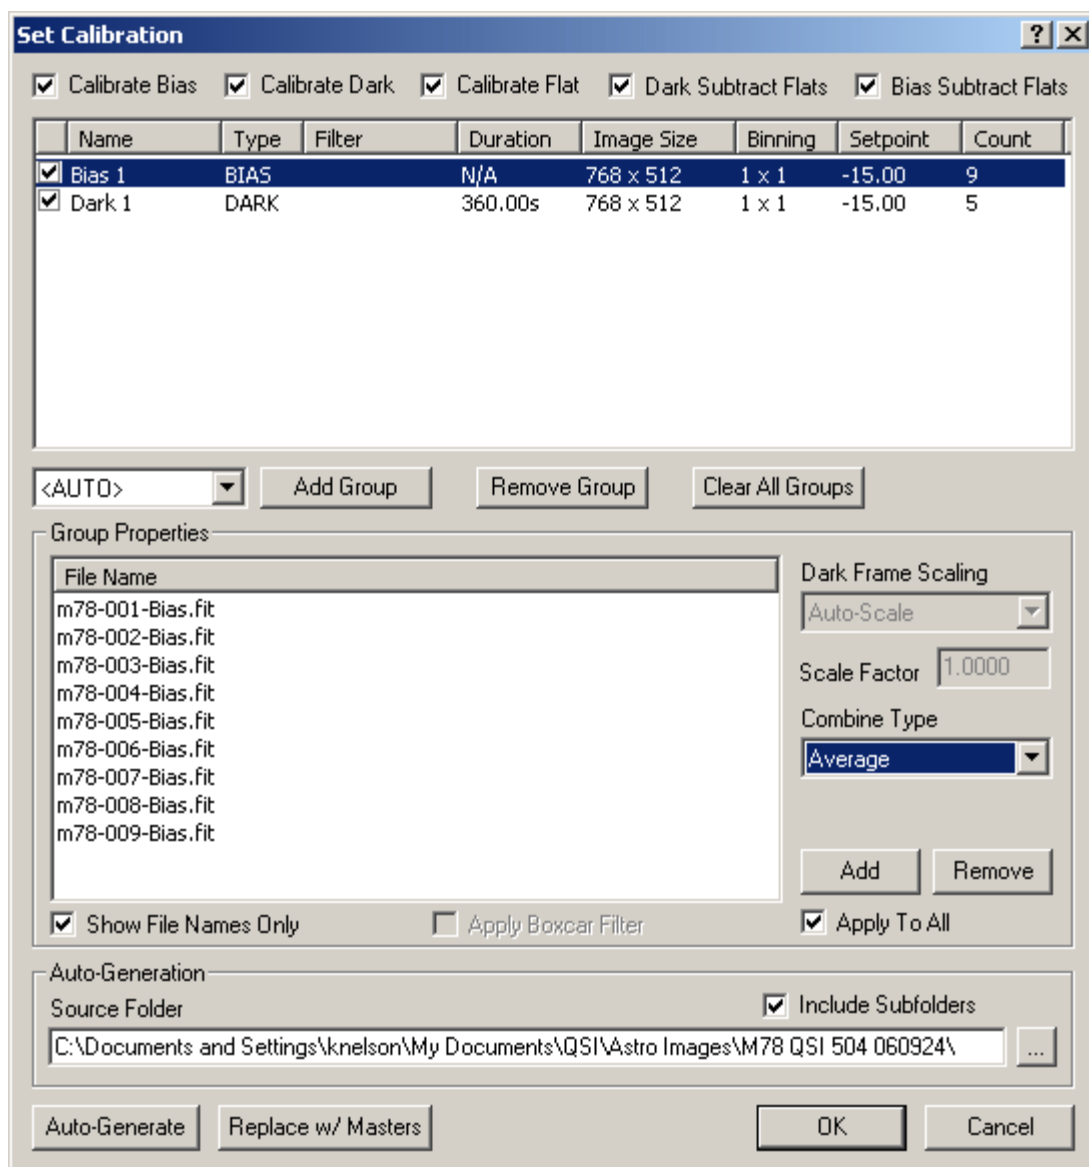 Set Calibration
Calibrate Bias Calibrate Dark Calibrate Flat Dark Subtract Flats Bias Subtract Flats
Name Type Filter Duration Image Size Binning Setpoint Count
Bias 1 BIAS N/A 768 x 512 1 x 1 -15.00 9
Dark 1 DARK 360.00s 768 x 512 1 x 1 -15.00 5
<AUTO> Add Group Remove Group Clear All Groups
Group Properties
File Name
m78-001-Bias.fit
m78-002-Bias.fit
m78-003-Bias.fit
m78-004-Bias.fit
m78-005-Bias.fit
m78-006-Bias.fit
m78-007-Bias.fit
m78-008-Bias.fit
m78-009-Bias.fit
Dark Frame Scaling
Auto-Scale
Scale Factor 1.0000
Combine Type
Average
Add Remove
Show File Names Only Apply Boxcar Filter Apply To All
Auto-Generation
Source Folder Include Subfolders
C:\Documents and Settings\knelson\My Documents\QSI\Astro Images\M78 QSI 504 060924\ ...
Auto-Generate Replace w/ Masters OK Cancel